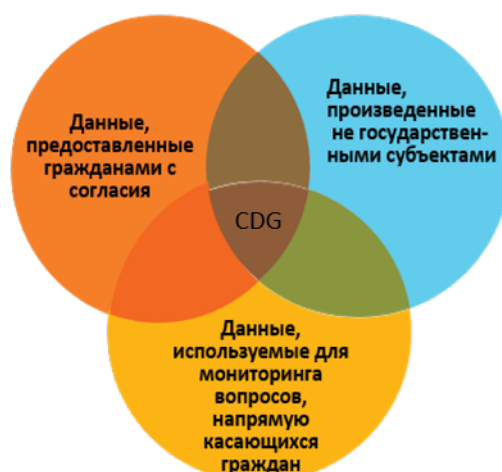 Данные,
предоставленные
гражданами с
согласия
Данные,
произведенные
не государствен-
ными субъектами
CDG
Данные,
используемые для
мониторинга
вопросов,
напрямую
касающихся
граждан